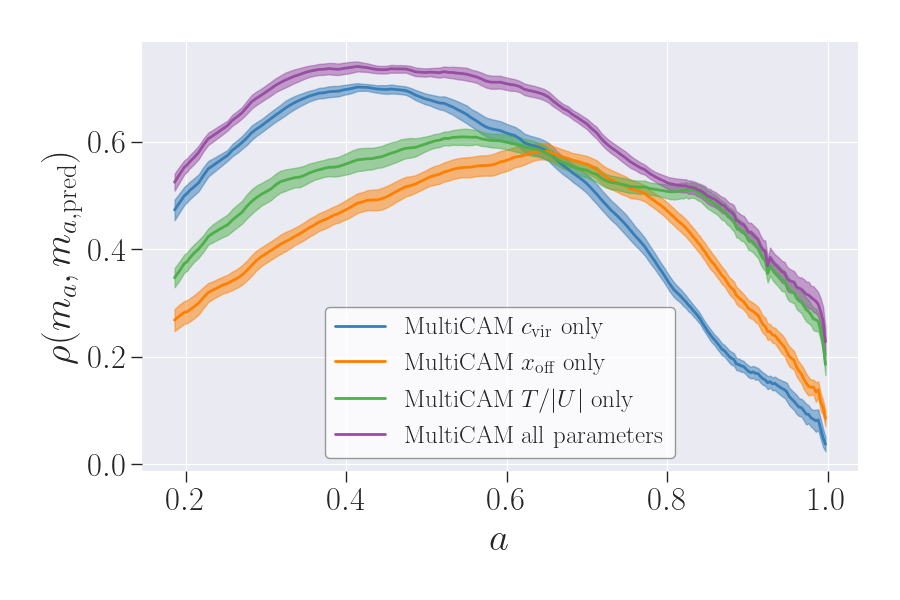 ρ(m_a, m_{a,pred})
0.6
0.4
0.2
0.0
MultiCAM c_vir only
MultiCAM x_off only
MultiCAM T/|U| only
MultiCAM all parameters
0.2 0.4 0.6 0.8 1.0
a